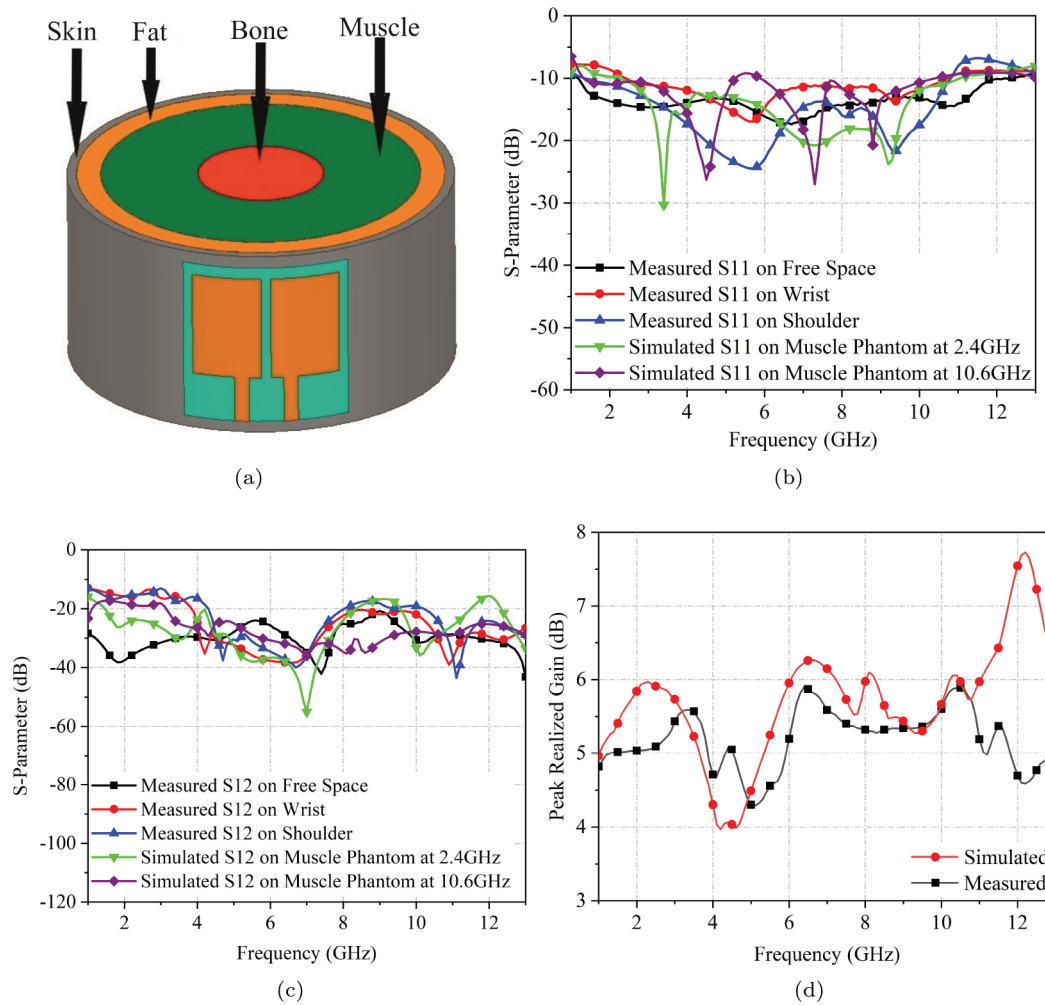 Skin Fat Bone Muscle
(a)
-5
-10
-20
-30
-40
-50
-60
S-Parameter (dB)
Measured S11 on Free Space
Measured S11 on Wrist
Measured S11 on Shoulder
Simulated S11 on Muscle Phantom at 2.4GHz
Simulated S11 on Muscle Phantom at 10.6GHz
2 4 6 8 10 12
Frequency (GHz)
(b)
0
-20
-40
-60
-80
-100
-120
S-Parameter (dB)
Measured S12 on Free Space
Measured S12 on Wrist
Measured S12 on Shoulder
Simulated S12 on Muscle Phantom at 2.4GHz
Simulated S12 on Muscle Phantom at 10.6GHz
2 4 6 8 10 12
Frequency (GHz)
(c)
8
7
6
5
4
3
Peak Realized Gain (dB)
Simulated
Measured
2 4 6 8 10 12
Frequency (GHz)
(d)